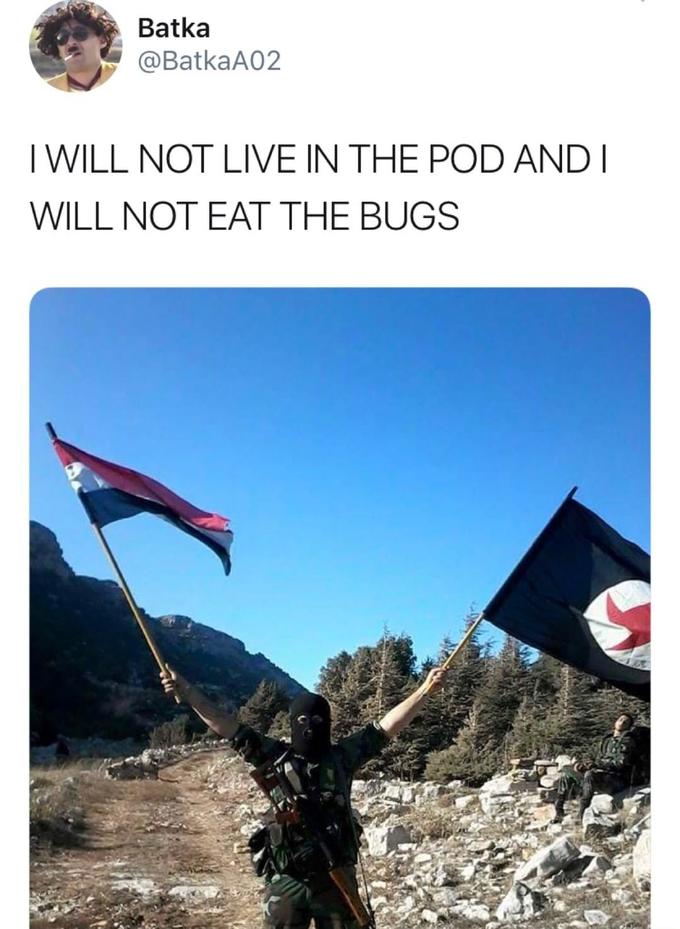 Batka
@BatkaA02
I WILL NOT LIVE IN THE POD AND I
WILL NOT EAT THE BUGS